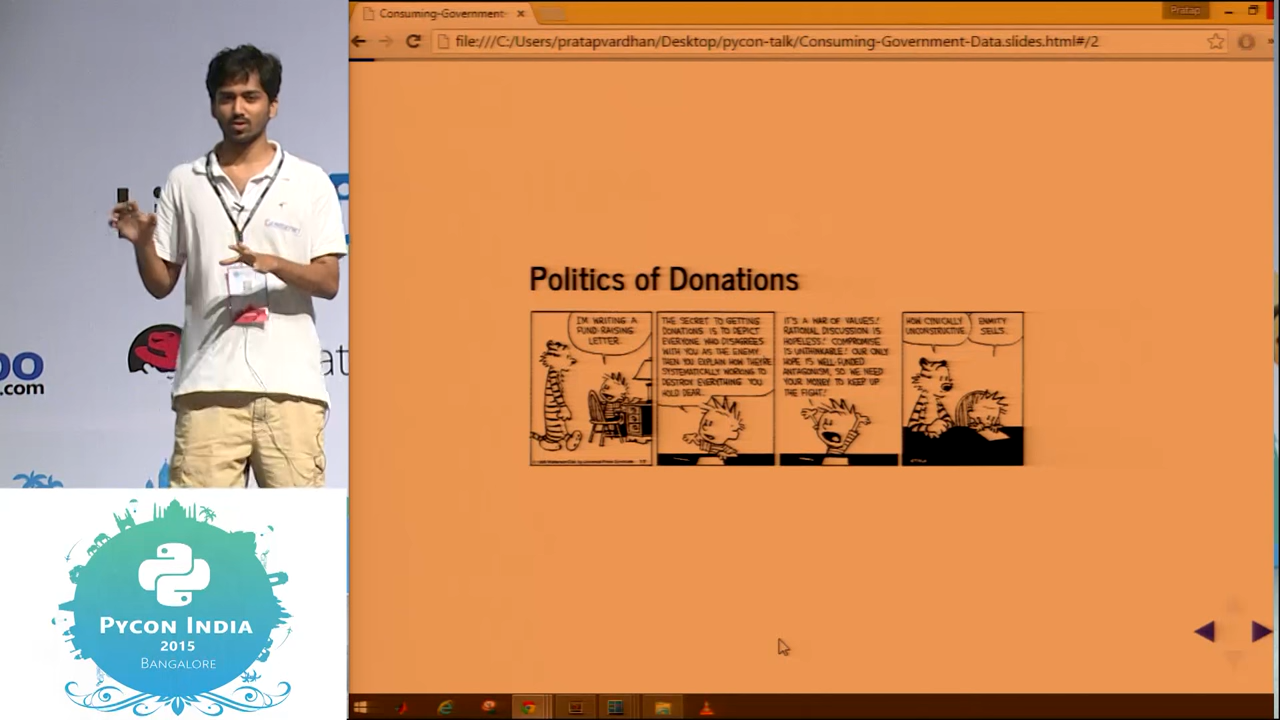 Consuming-Government-
Pratap
file:///C:/Users/pratapvardhan/Desktop/pycon-talk/Consuming-Government-Data.slides.html#/2
Politics of Donations
I'M WRITING A
FUND-RAISING
LETTER.
THE SECRET TO GETTING
DONATIONS IS TO DEPICT
EVERYONE WHO DISAGREES
WITH YOU AS THE ENEMY.
THEN YOU EXPLAIN HOW THEY'RE
SYSTEMATICALLY WORKING TO
DESTROY EVERYTHING YOU
HOLD DEAR.
IT'S A WAR OF VALUES!
RATIONAL DISCUSSION IS
HOPELESS! COMPROMISE
IS UNTHINKABLE! OUR ONLY
HOPE IS WELL-FUNDED
ANTAGONISM, SO WE NEED
YOUR MONEY TO KEEP UP
THE FIGHT!
HOW CYNICALLY
UNCONSTRUCTIVE.
ENMITY
SELLS.
oo
.com
at
PYCON INDIA
2015
BANGALORE